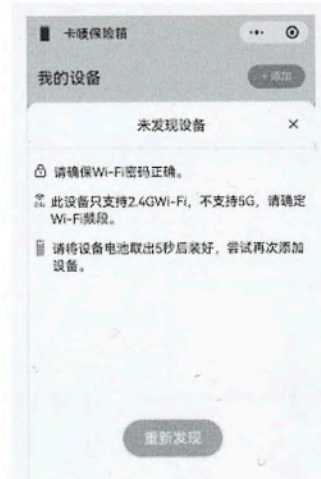 卡唛保险箱
我的设备
+ 添加
未发现设备
请确保Wi-Fi密码正确。
此设备只支持2.4GWi-Fi，不支持5G，请确定
Wi-Fi频段。
请将设备电池取出5秒后装好，尝试再次添加
设备。
重新发现